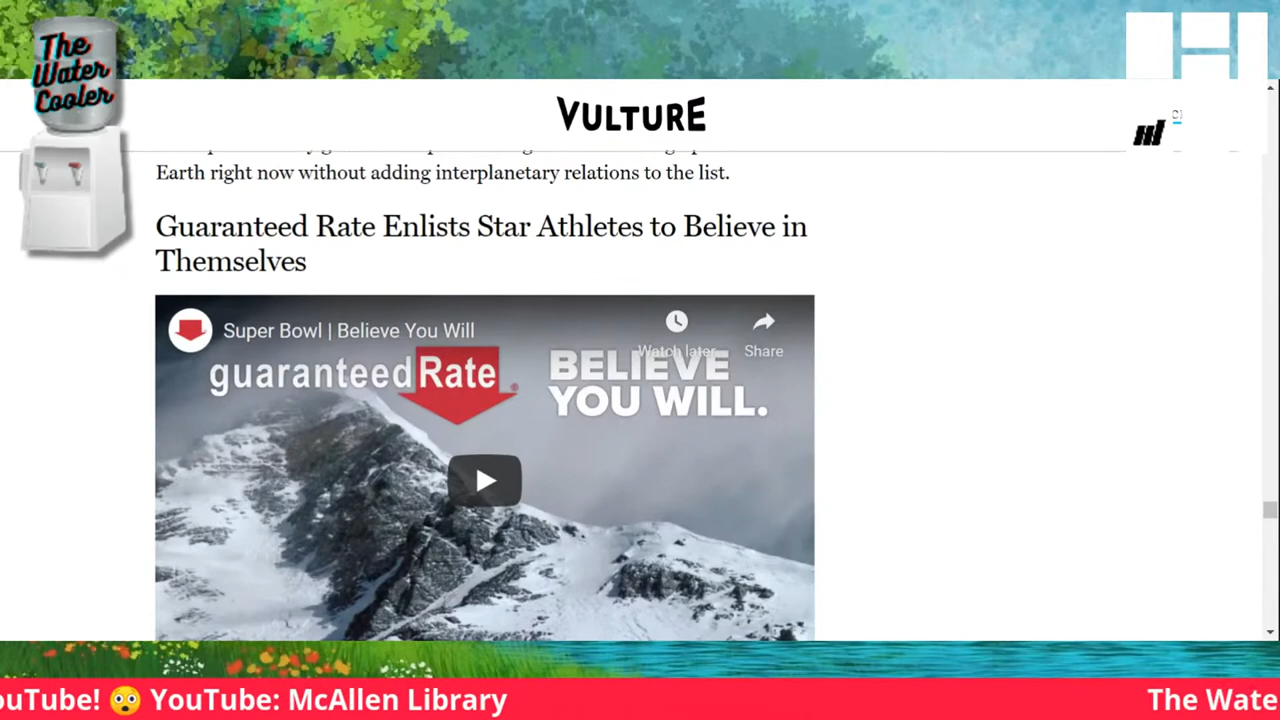 The
Water
Cooler
VULTURE
Earth right now without adding interplanetary relations to the list.
Guaranteed Rate Enlists Star Athletes to Believe in
Themselves
Super Bowl | Believe You Will
Watch later
Share
guaranteedRate®
BELIEVE
YOU WILL.
ouTube! 😲 YouTube: McAllen Library
The Wate